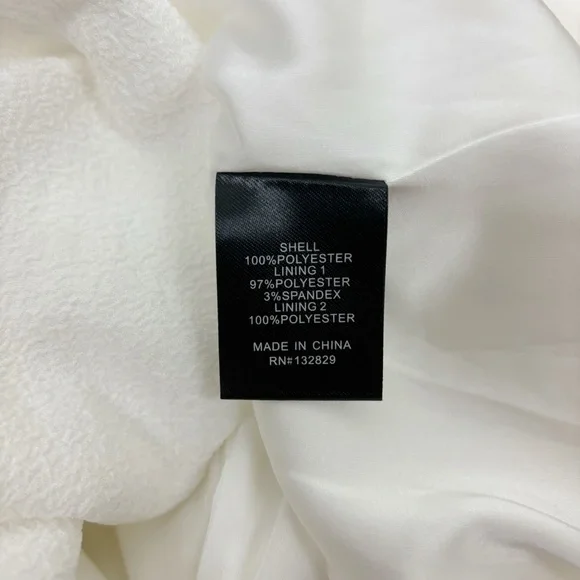 SHELL
100%POLYESTER
LINING 1
97%POLYESTER
3%SPANDEX
LINING 2
100%POLYESTER
MADE IN CHINA
RN#132829